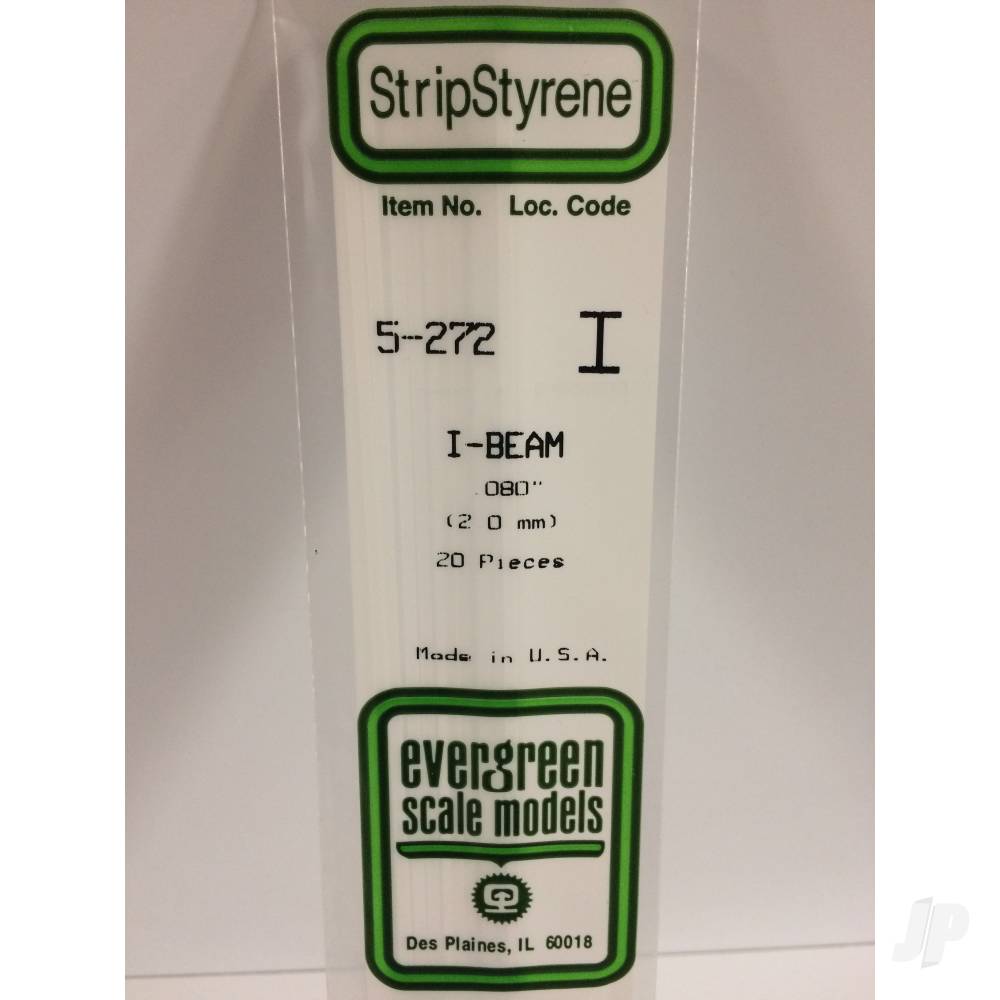 StripStyrene
Item No. Loc. Code
5-272 I
I-BEAM
.080"
(2.0 mm)
20 Pieces
Made in U.S.A.
evergreen
scale models
Des Plaines, IL 60018
JP